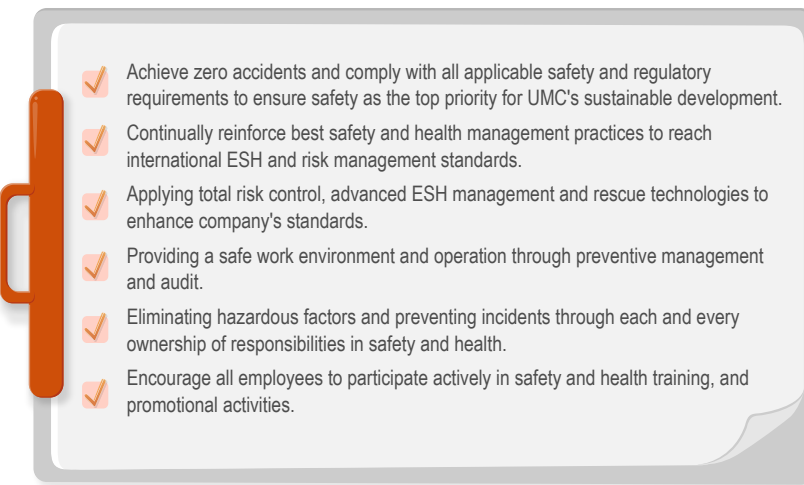 Achieve zero accidents and comply with all applicable safety and regulatory
requirements to ensure safety as the top priority for UMC's sustainable development.
Continually reinforce best safety and health management practices to reach
international ESH and risk management standards.
Applying total risk control, advanced ESH management and rescue technologies to
enhance company's standards.
Providing a safe work environment and operation through preventive management
and audit.
Eliminating hazardous factors and preventing incidents through each and every
ownership of responsibilities in safety and health.
Encourage all employees to participate actively in safety and health training, and
promotional activities.